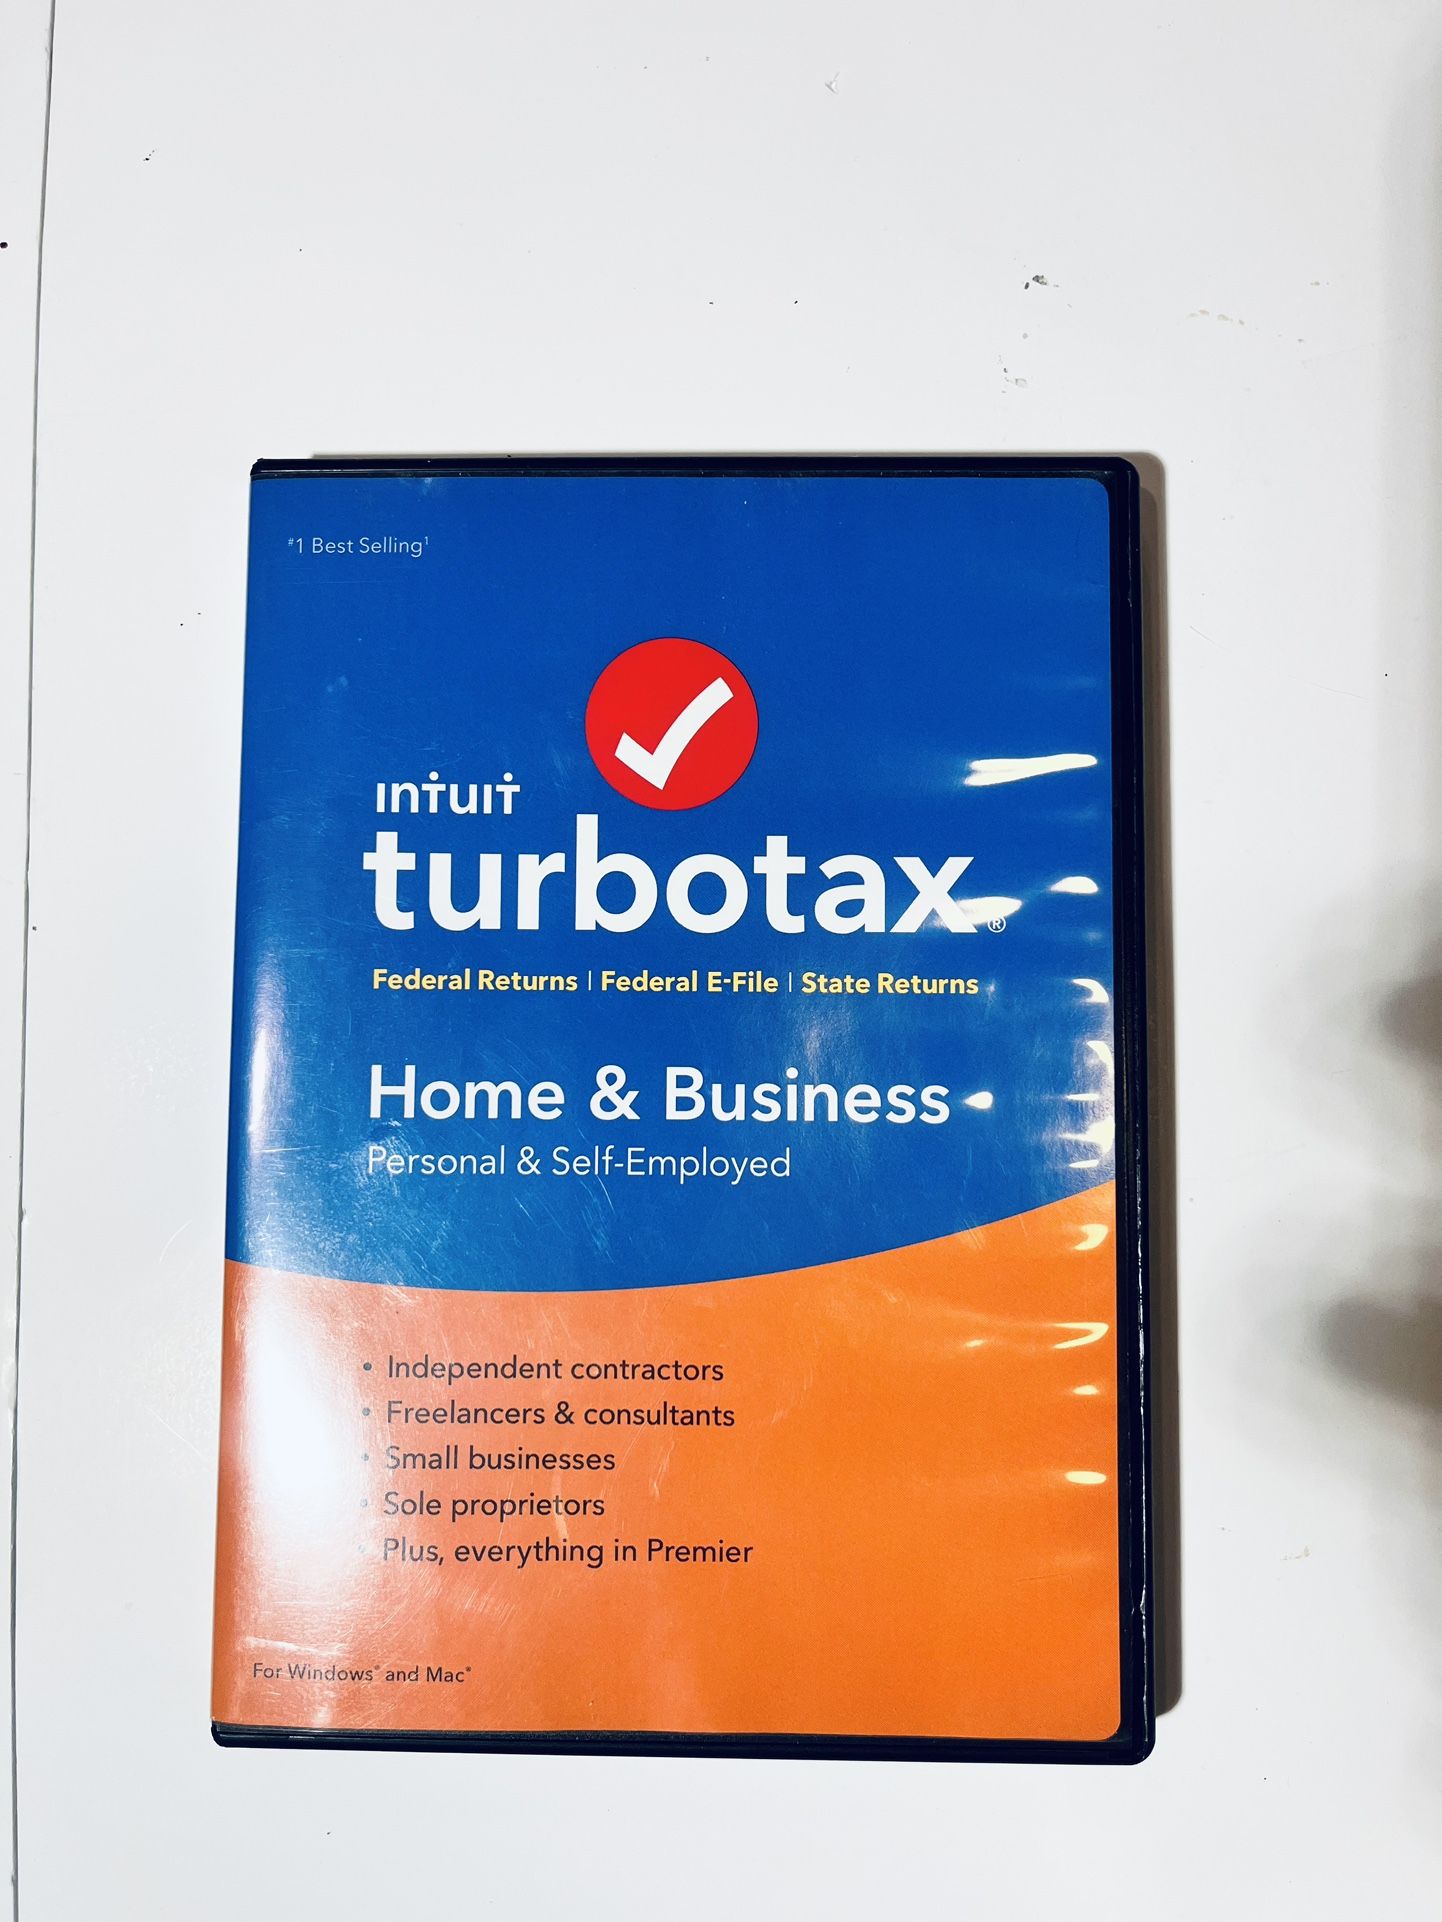 #1 Best Selling¹
intuit
turbotax®
Federal Returns | Federal E-File | State Returns
Home & Business
Personal & Self-Employed
• Independent contractors
• Freelancers & consultants
• Small businesses
• Sole proprietors
• Plus, everything in Premier
For Windows® and Mac®